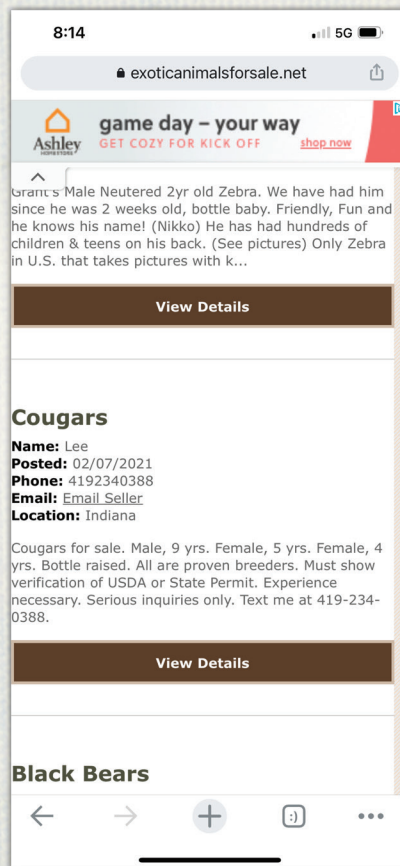 8:14
5G
exoticanimalsforsale.net
Ashley
HOMESTORE
game day – your way
GET COZY FOR KICK OFF shop now
Grant's Male Neutered 2yr old Zebra. We have had him
since he was 2 weeks old, bottle baby. Friendly, Fun and
he knows his name! (Nikko) He has had hundreds of
children & teens on his back. (See pictures) Only Zebra
in U.S. that takes pictures with k...
View Details
Cougars
Name: Lee
Posted: 02/07/2021
Phone: 4192340388
Email: Email Seller
Location: Indiana
Cougars for sale. Male, 9 yrs. Female, 5 yrs. Female, 4
yrs. Bottle raised. All are proven breeders. Must show
verification of USDA or State Permit. Experience
necessary. Serious inquiries only. Text me at 419-234-
0388.
View Details
Black Bears
:)